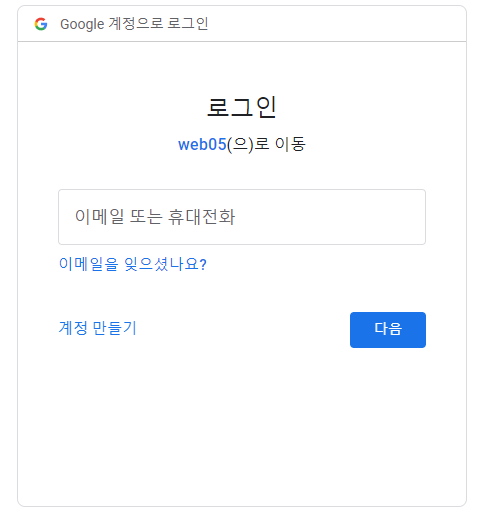 Google 계정으로 로그인
로그인
web05(으)로 이동
이메일 또는 휴대전화
이메일을 잊으셨나요?
계정 만들기
다음